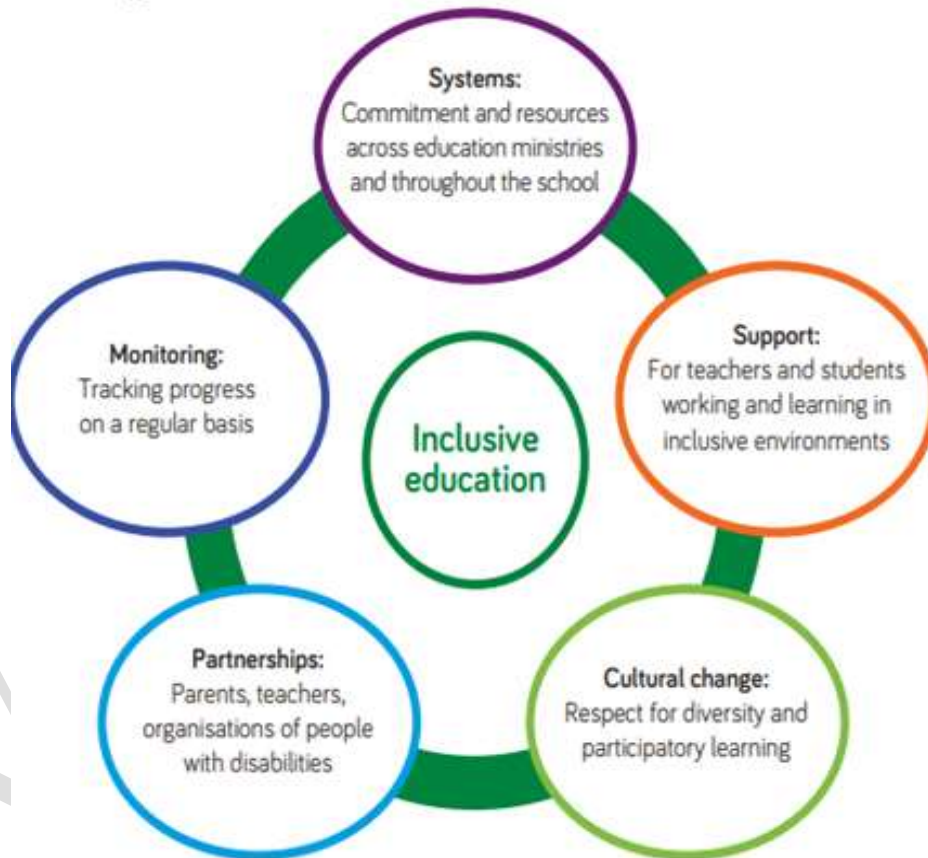 Systems:
Commitment and resources
across education ministries
and throughout the school
Support:
For teachers and students
working and learning in
inclusive environments
Cultural change:
Respect for diversity and
participatory learning
Partnerships:
Parents, teachers,
organisations of people
with disabilities
Monitoring:
Tracking progress
on a regular basis
Inclusive
education